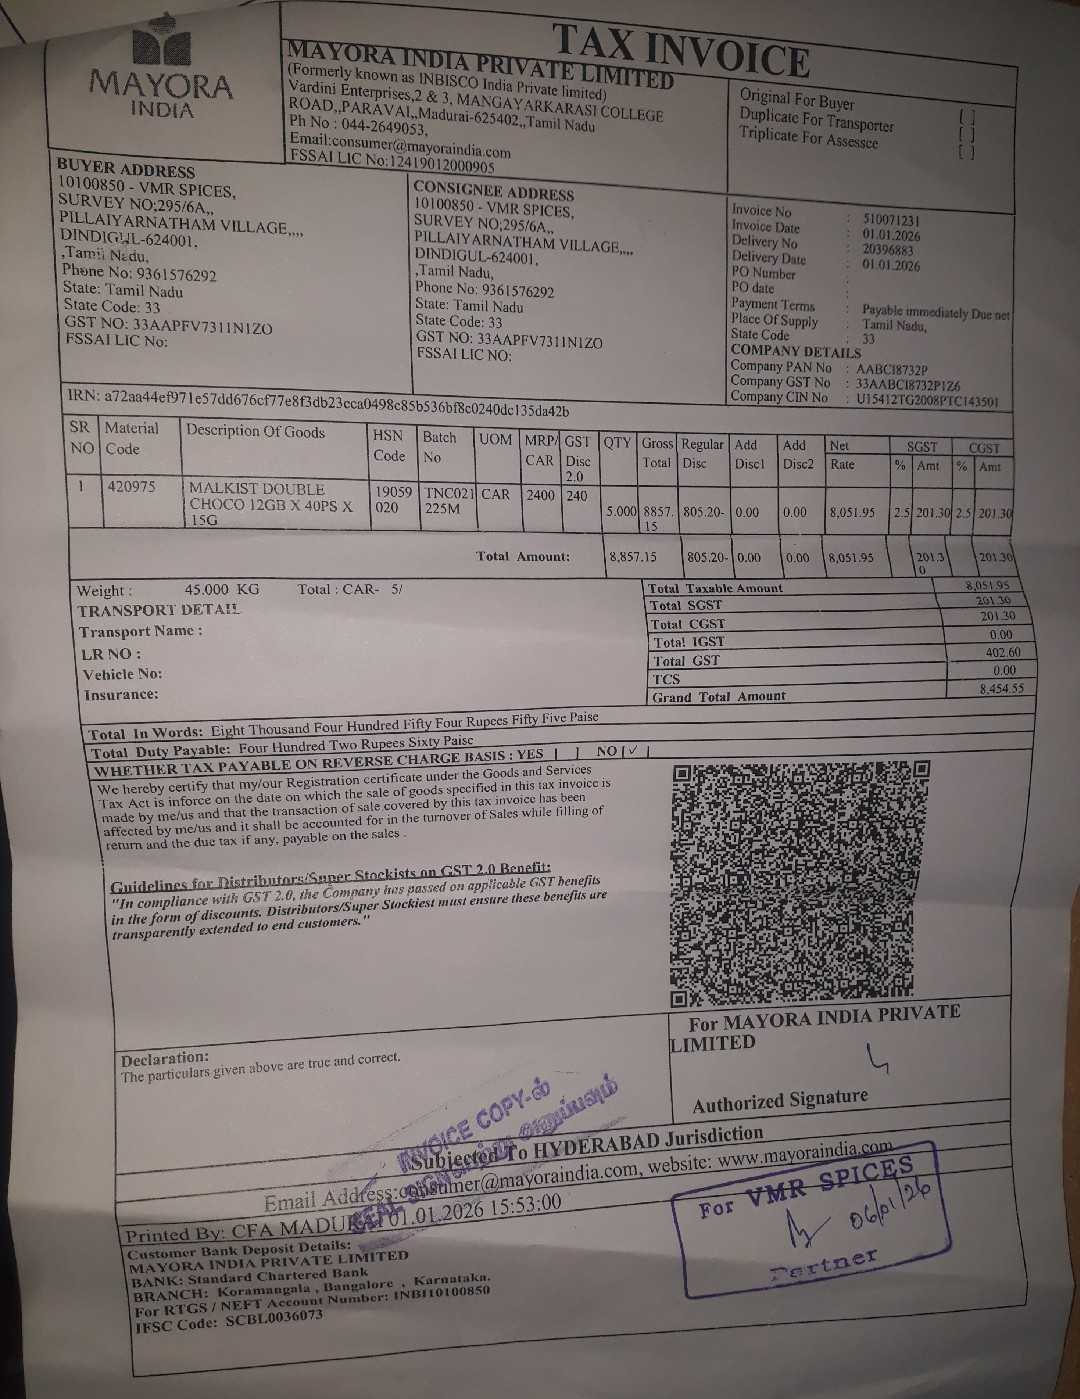 MAYORA
INDIA
TAX INVOICE
MAYORA INDIA PRIVATE LIMITED
(Formerly known as INBISCO India Private limited)
Vardini Enterprises,2 & 3, MANGAYARKARASI COLLEGE
ROAD,,PARAVAI,,Madurai-625402,,Tamil Nadu
Ph No : 044-2649053,
Email:consumer@mayoraindia.com
FSSAI LIC No:12419012000905
Original For Buyer [ ]
Duplicate For Transporter [ ]
Triplicate For Assessee [ ]
BUYER ADDRESS
10100850 - VMR SPICES,
SURVEY NO;295/6A,,
PILLAIYARNATHAM VILLAGE,,,,
DINDIGUL-624001,
,Tamil Nadu,
Phone No: 9361576292
State: Tamil Nadu
State Code: 33
GST NO: 33AAPFV7311N1ZO
FSSAI LIC No:
CONSIGNEE ADDRESS
10100850 - VMR SPICES,
SURVEY NO;295/6A,,
PILLAIYARNATHAM VILLAGE,,,,
DINDIGUL-624001,
,Tamil Nadu,
Phone No: 9361576292
State: Tamil Nadu
State Code: 33
GST NO: 33AAPFV7311N1ZO
FSSAI LIC NO:
Invoice No : 510071231
Invoice Date : 01.01.2026
Delivery No : 20396883
Delivery Date : 01.01.2026
PO Number :
PO date :
Payment Terms : Payable immediately Due net
Place Of Supply : Tamil Nadu,
State Code : 33
COMPANY DETAILS
Company PAN No : AABCI8732P
Company GST No : 33AABCI8732P1Z6
Company CIN No : U15412TG2008PTC143501
IRN: a72aa44ef971e57dd676cf77e8f3db23cca0498c85b536bf8c0240dc135da42b
SR NO Material Code Description Of Goods HSN Code Batch No UOM MRP/ CAR GST Disc 2.0 QTY Gross Total Regular Disc Add Disc1 Add Disc2 Net Rate SGST % Amt CGST % Amt
1 420975 MALKIST DOUBLE CHOCO 12GB X 40PS X 15G 19059 020 TNC021 225M CAR 2400 240 5.000 8857. 15 805.20- 0.00 0.00 8,051.95 2.5 201.30 2.5 201.30
Total Amount: 8,857.15 805.20- 0.00 0.00 8,051.95 201.3 0 201.30
Weight : 45.000 KG Total : CAR- 5/
TRANSPORT DETAIL
Transport Name :
LR NO :
Vehicle No:
Insurance:
Total Taxable Amount 8,051.95
Total SGST 201.30
Total CGST 201.30
Total IGST 0.00
Total GST 402.60
TCS 0.00
Grand Total Amount 8,454.55
Total In Words: Eight Thousand Four Hundred Fifty Four Rupees Fifty Five Paise
Total Duty Payable: Four Hundred Two Rupees Sixty Paise
WHETHER TAX PAYABLE ON REVERSE CHARGE BASIS : YES [ ] NO [✓]
We hereby certify that my/our Registration certificate under the Goods and Services
Tax Act is inforce on the date on which the sale of goods specified in this tax invoice is
made by me/us and that the transaction of sale covered by this tax invoice has been
affected by me/us and it shall be accounted for in the turnover of Sales while filling of
return and the due tax if any, payable on the sales .
Guidelines for Distributors/Super Stockists on GST 2.0 Benefit:
"In compliance with GST 2.0, the Company has passed on applicable GST benefits
in the form of discounts. Distributors/Super Stockiest must ensure these benefits are
transparently extended to end customers."
For MAYORA INDIA PRIVATE
LIMITED
Authorized Signature
Declaration:
The particulars given above are true and correct.
INVOICE COPY-ல்
அனுப்பவும்
Subjected To HYDERABAD Jurisdiction
Email Address:consumer@mayoraindia.com, website: www.mayoraindia.com
Printed By: CFA MADURAI 01.01.2026 15:53:00
Customer Bank Deposit Details:
MAYORA INDIA PRIVATE LIMITED
BANK: Standard Chartered Bank
BRANCH: Koramangala , Bangalore , Karnataka.
For RTGS / NEFT Account Number: INBI10100850
IFSC Code: SCBL0036073
For VMR SPICES
06/01/26
Partner